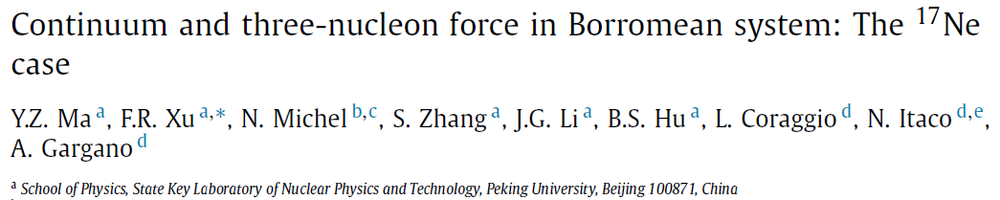 Continuum and three-nucleon force in Borromean system: The 17Ne
case
Y.Z. Ma a, F.R. Xu a,*, N. Michel b,c, S. Zhang a, J.G. Li a, B.S. Hu a, L. Coraggio d, N. Itaco d,e,
A. Gargano d
a School of Physics, State Key Laboratory of Nuclear Physics and Technology, Peking University, Beijing 100871, China